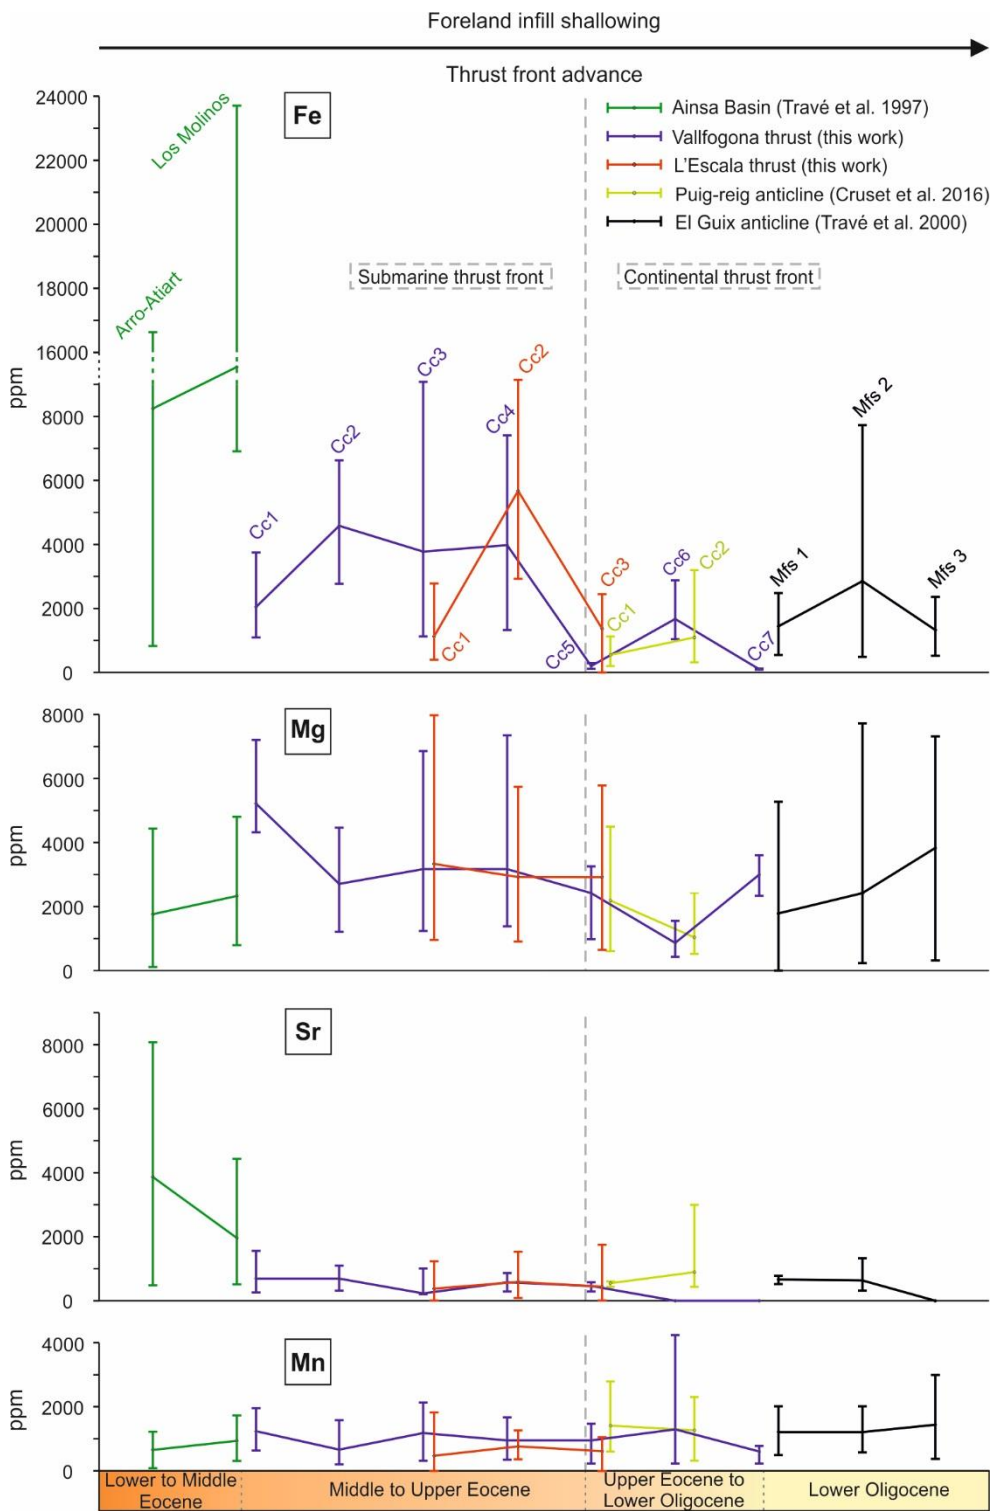 Foreland infill shallowing
Thrust front advance
24000
22000
20000
18000
16000
8000
6000
4000
2000
0
ppm
Fe
Los Molinos
Arro-Atiart
Ainsa Basin (Travé et al. 1997)
Vallfogona thrust (this work)
L'Escala thrust (this work)
Puig-reig anticline (Cruset et al. 2016)
El Guix anticline (Travé et al. 2000)
Submarine thrust front
Continental thrust front
Cc1
Cc2
Cc3
Cc4
Cc2
Cc1
Cc5
Cc3
Cc1
Cc6
Cc2
Cc7
Mfs 1
Mfs 2
Mfs 3
8000
6000
4000
2000
0
ppm
Mg
8000
6000
4000
2000
0
ppm
Sr
4000
2000
0
ppm
Mn
Lower to Middle
Eocene
Middle to Upper Eocene
Upper Eocene to
Lower Oligocene
Lower Oligocene